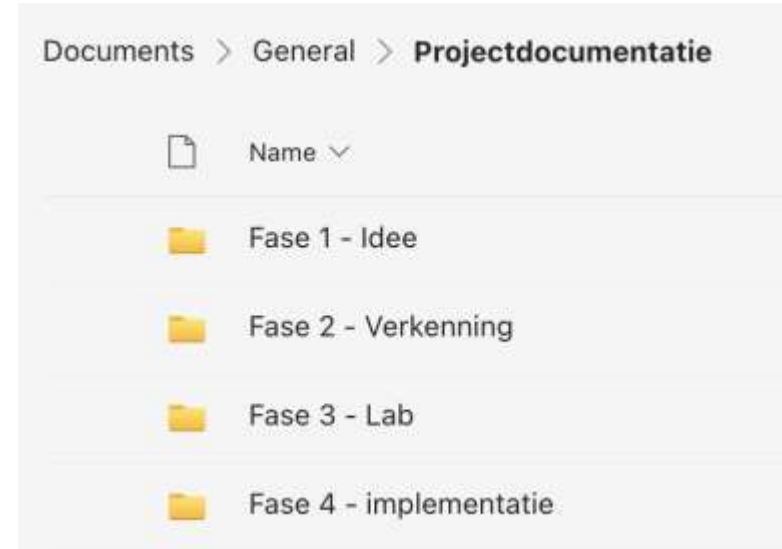 Documents > General > Projectdocumentatie
Name
Fase 1 - Idee
Fase 2 - Verkenning
Fase 3 - Lab
Fase 4 - implementatie